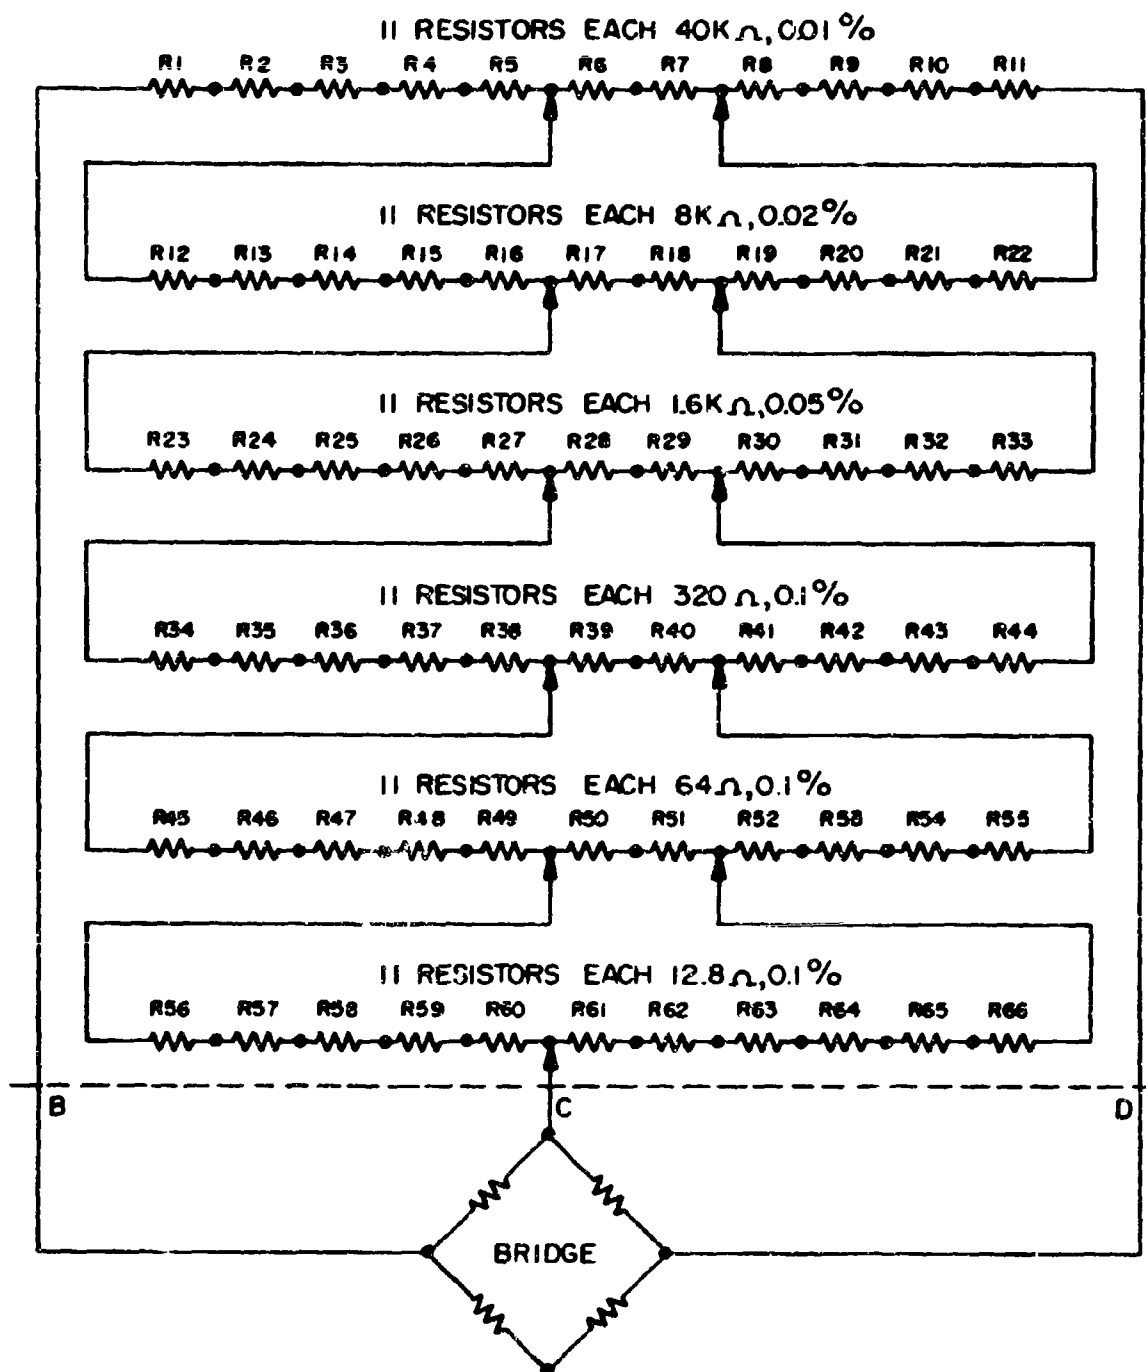 11 RESISTORS EACH 40K Ω, 0.01%
R1 R2 R3 R4 R5 R6 R7 R8 R9 R10 R11
11 RESISTORS EACH 8K Ω, 0.02%
R12 R13 R14 R15 R16 R17 R18 R19 R20 R21 R22
11 RESISTORS EACH 1.6K Ω, 0.05%
R23 R24 R25 R26 R27 R28 R29 R30 R31 R32 R33
11 RESISTORS EACH 320 Ω, 0.1%
R34 R35 R36 R37 R38 R39 R40 R41 R42 R43 R44
11 RESISTORS EACH 64 Ω, 0.1%
R45 R46 R47 R48 R49 R50 R51 R52 R53 R54 R55
11 RESISTORS EACH 12.8 Ω, 0.1%
R56 R57 R58 R59 R60 R61 R62 R63 R64 R65 R66
B C D
BRIDGE